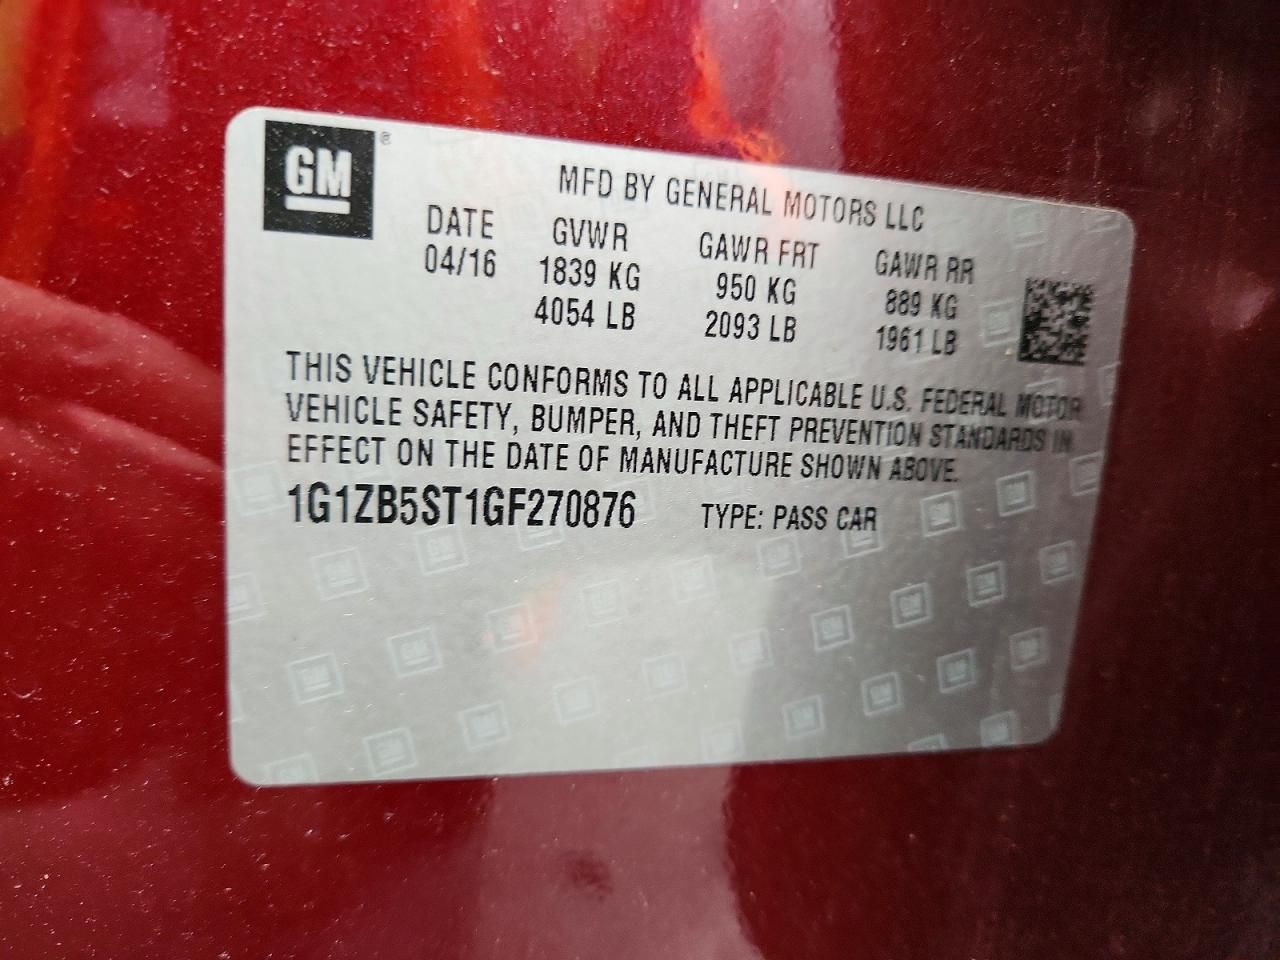 GM®
MFD BY GENERAL MOTORS LLC
DATE GVWR GAWR FRT GAWR RR
04/16 1839 KG 950 KG 889 KG
4054 LB 2093 LB 1961 LB
THIS VEHICLE CONFORMS TO ALL APPLICABLE U.S. FEDERAL MOTOR
VEHICLE SAFETY, BUMPER, AND THEFT PREVENTION STANDARDS IN
EFFECT ON THE DATE OF MANUFACTURE SHOWN ABOVE.
1G1ZB5ST1GF270876 TYPE: PASS CAR